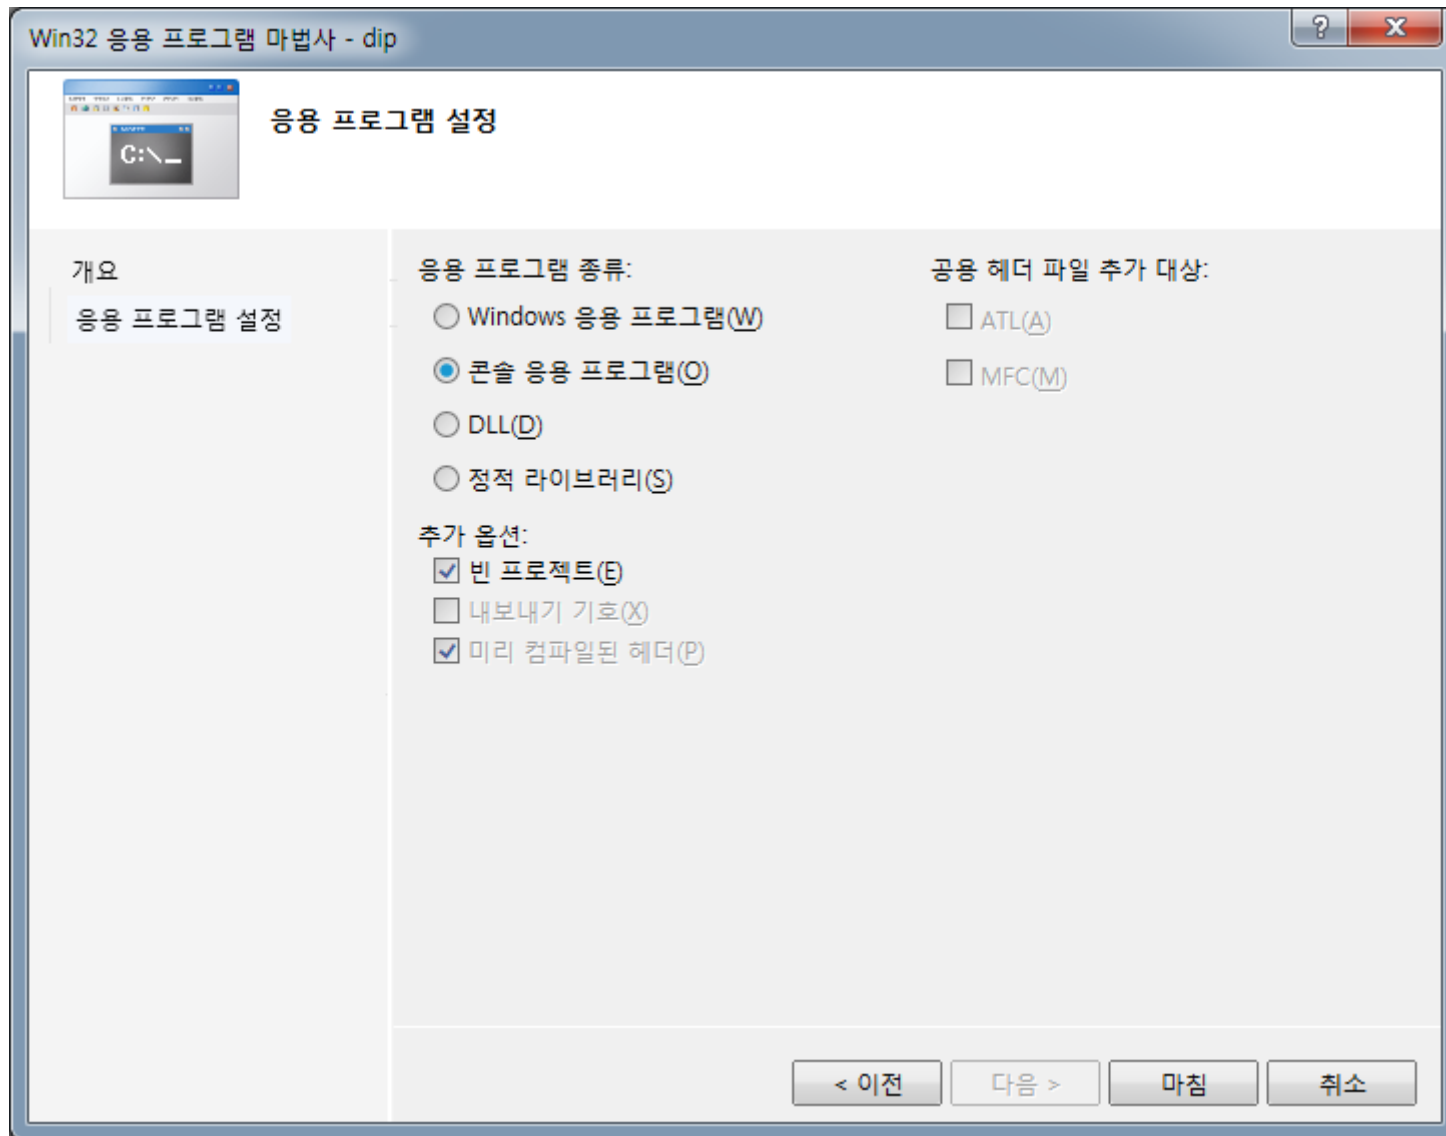 Win32 응용 프로그램 마법사 - dip
C:\_
응용 프로그램 설정
개요
응용 프로그램 설정
응용 프로그램 종류:
Windows 응용 프로그램(W)
콘솔 응용 프로그램(O)
DLL(D)
정적 라이브러리(S)
추가 옵션:
빈 프로젝트(E)
내보내기 기호(X)
미리 컴파일된 헤더(P)
공용 헤더 파일 추가 대상:
ATL(A)
MFC(M)
< 이전
다음 >
마침
취소